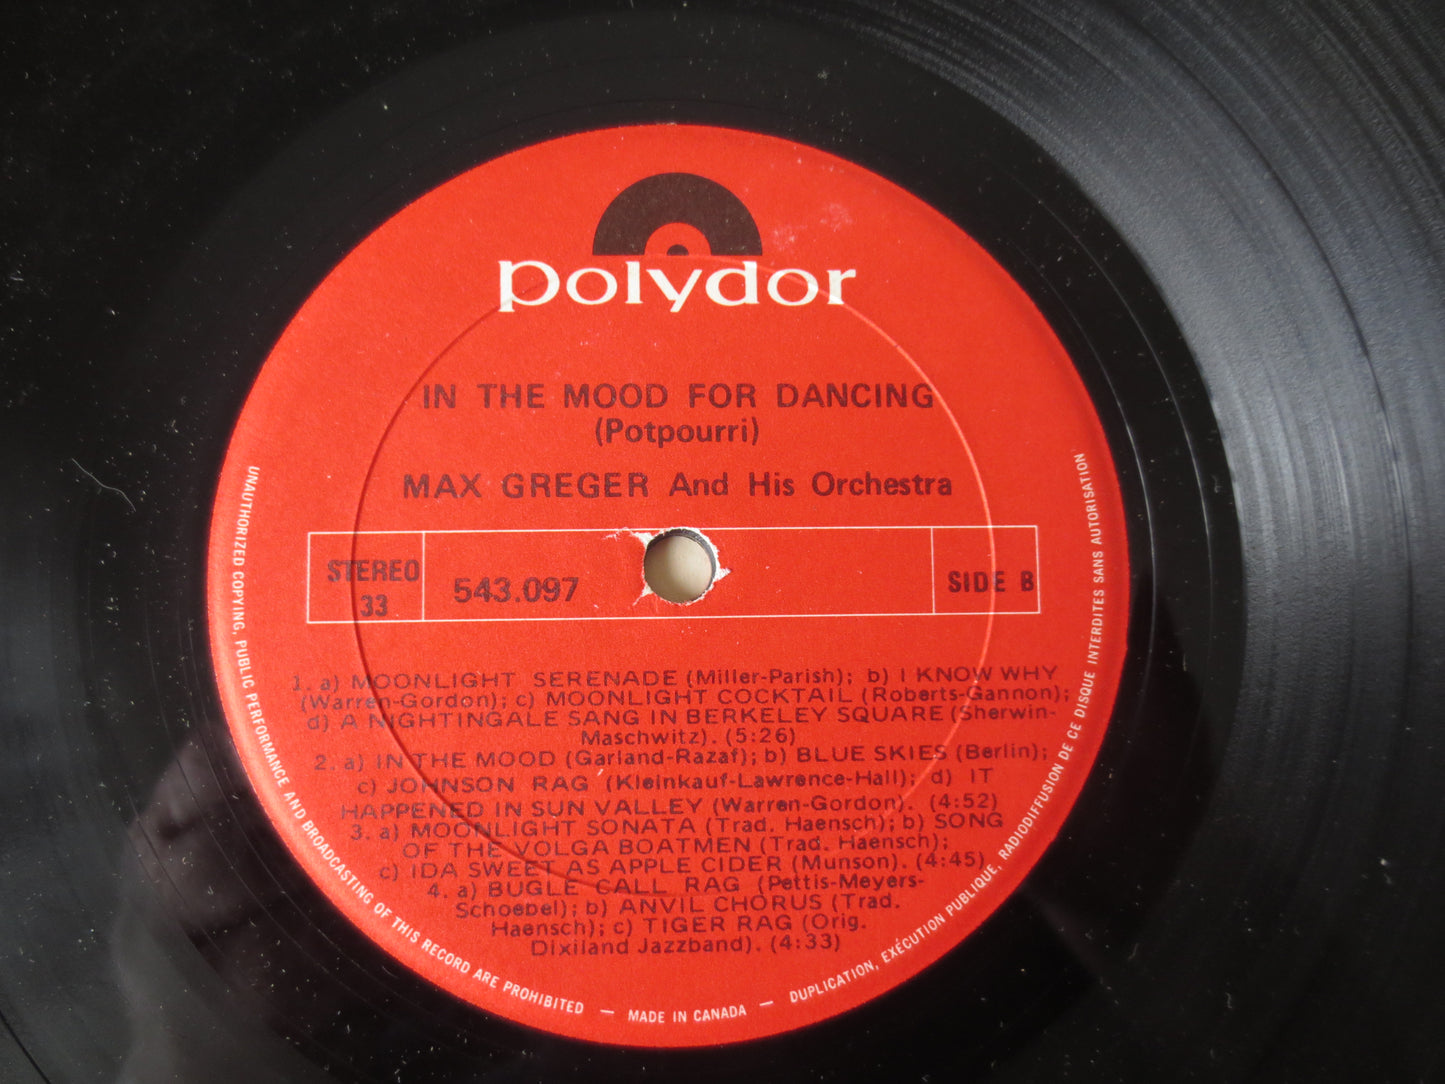 polydor
IN THE MOOD FOR DANCING
(Potpourri)
MAX GREGER And His Orchestra
STEREO
33
543.097
SIDE B
1. a) MOONLIGHT SERENADE (Miller-Parish); b) I KNOW WHY
(Warren-Gordon); c) MOONLIGHT COCKTAIL (Roberts-Gannon);
d) A NIGHTINGALE SANG IN BERKELEY SQUARE (Sherwin-
Maschwitz). (5:26)
2. a) IN THE MOOD (Garland-Razaf); b) BLUE SKIES (Berlin);
c) JOHNSON RAG (Kleinkauf-Lawrence-Hall); d) IT
HAPPENED IN SUN VALLEY (Warren-Gordon). (4:52)
3. a) MOONLIGHT SONATA (Trad. Haensch); b) SONG
OF THE VOLGA BOATMEN (Trad. Haensch);
c) IDA SWEET AS APPLE CIDER (Munson). (4:45)
4. a) BUGLE CALL RAG (Pettis-Meyers-
Schoebel); b) ANVIL CHORUS (Trad.
Haensch); c) TIGER RAG (Orig.
Dixiland Jazzband). (4:33)
UNAUTHORIZED COPYING, PUBLIC PERFORMANCE AND BROADCASTING OF THIS RECORD ARE PROHIBITED — MADE IN CANADA — DUPLICATION, EXÉCUTION PUBLIQUE, RADIODIFFUSION DE CE DISQUE INTERDITES SANS AUTORISATION